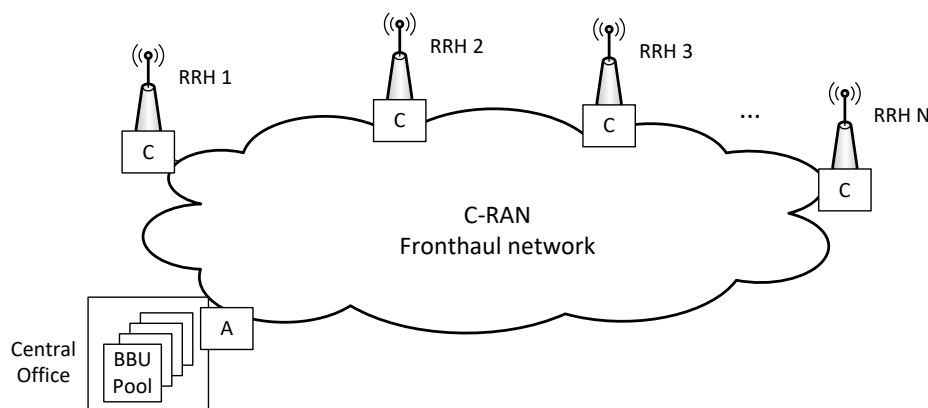 RRH 1
RRH 2
RRH 3
...
RRH N
C
C
C
C
C-RAN
Fronthaul network
A
Central
Office
BBU
Pool